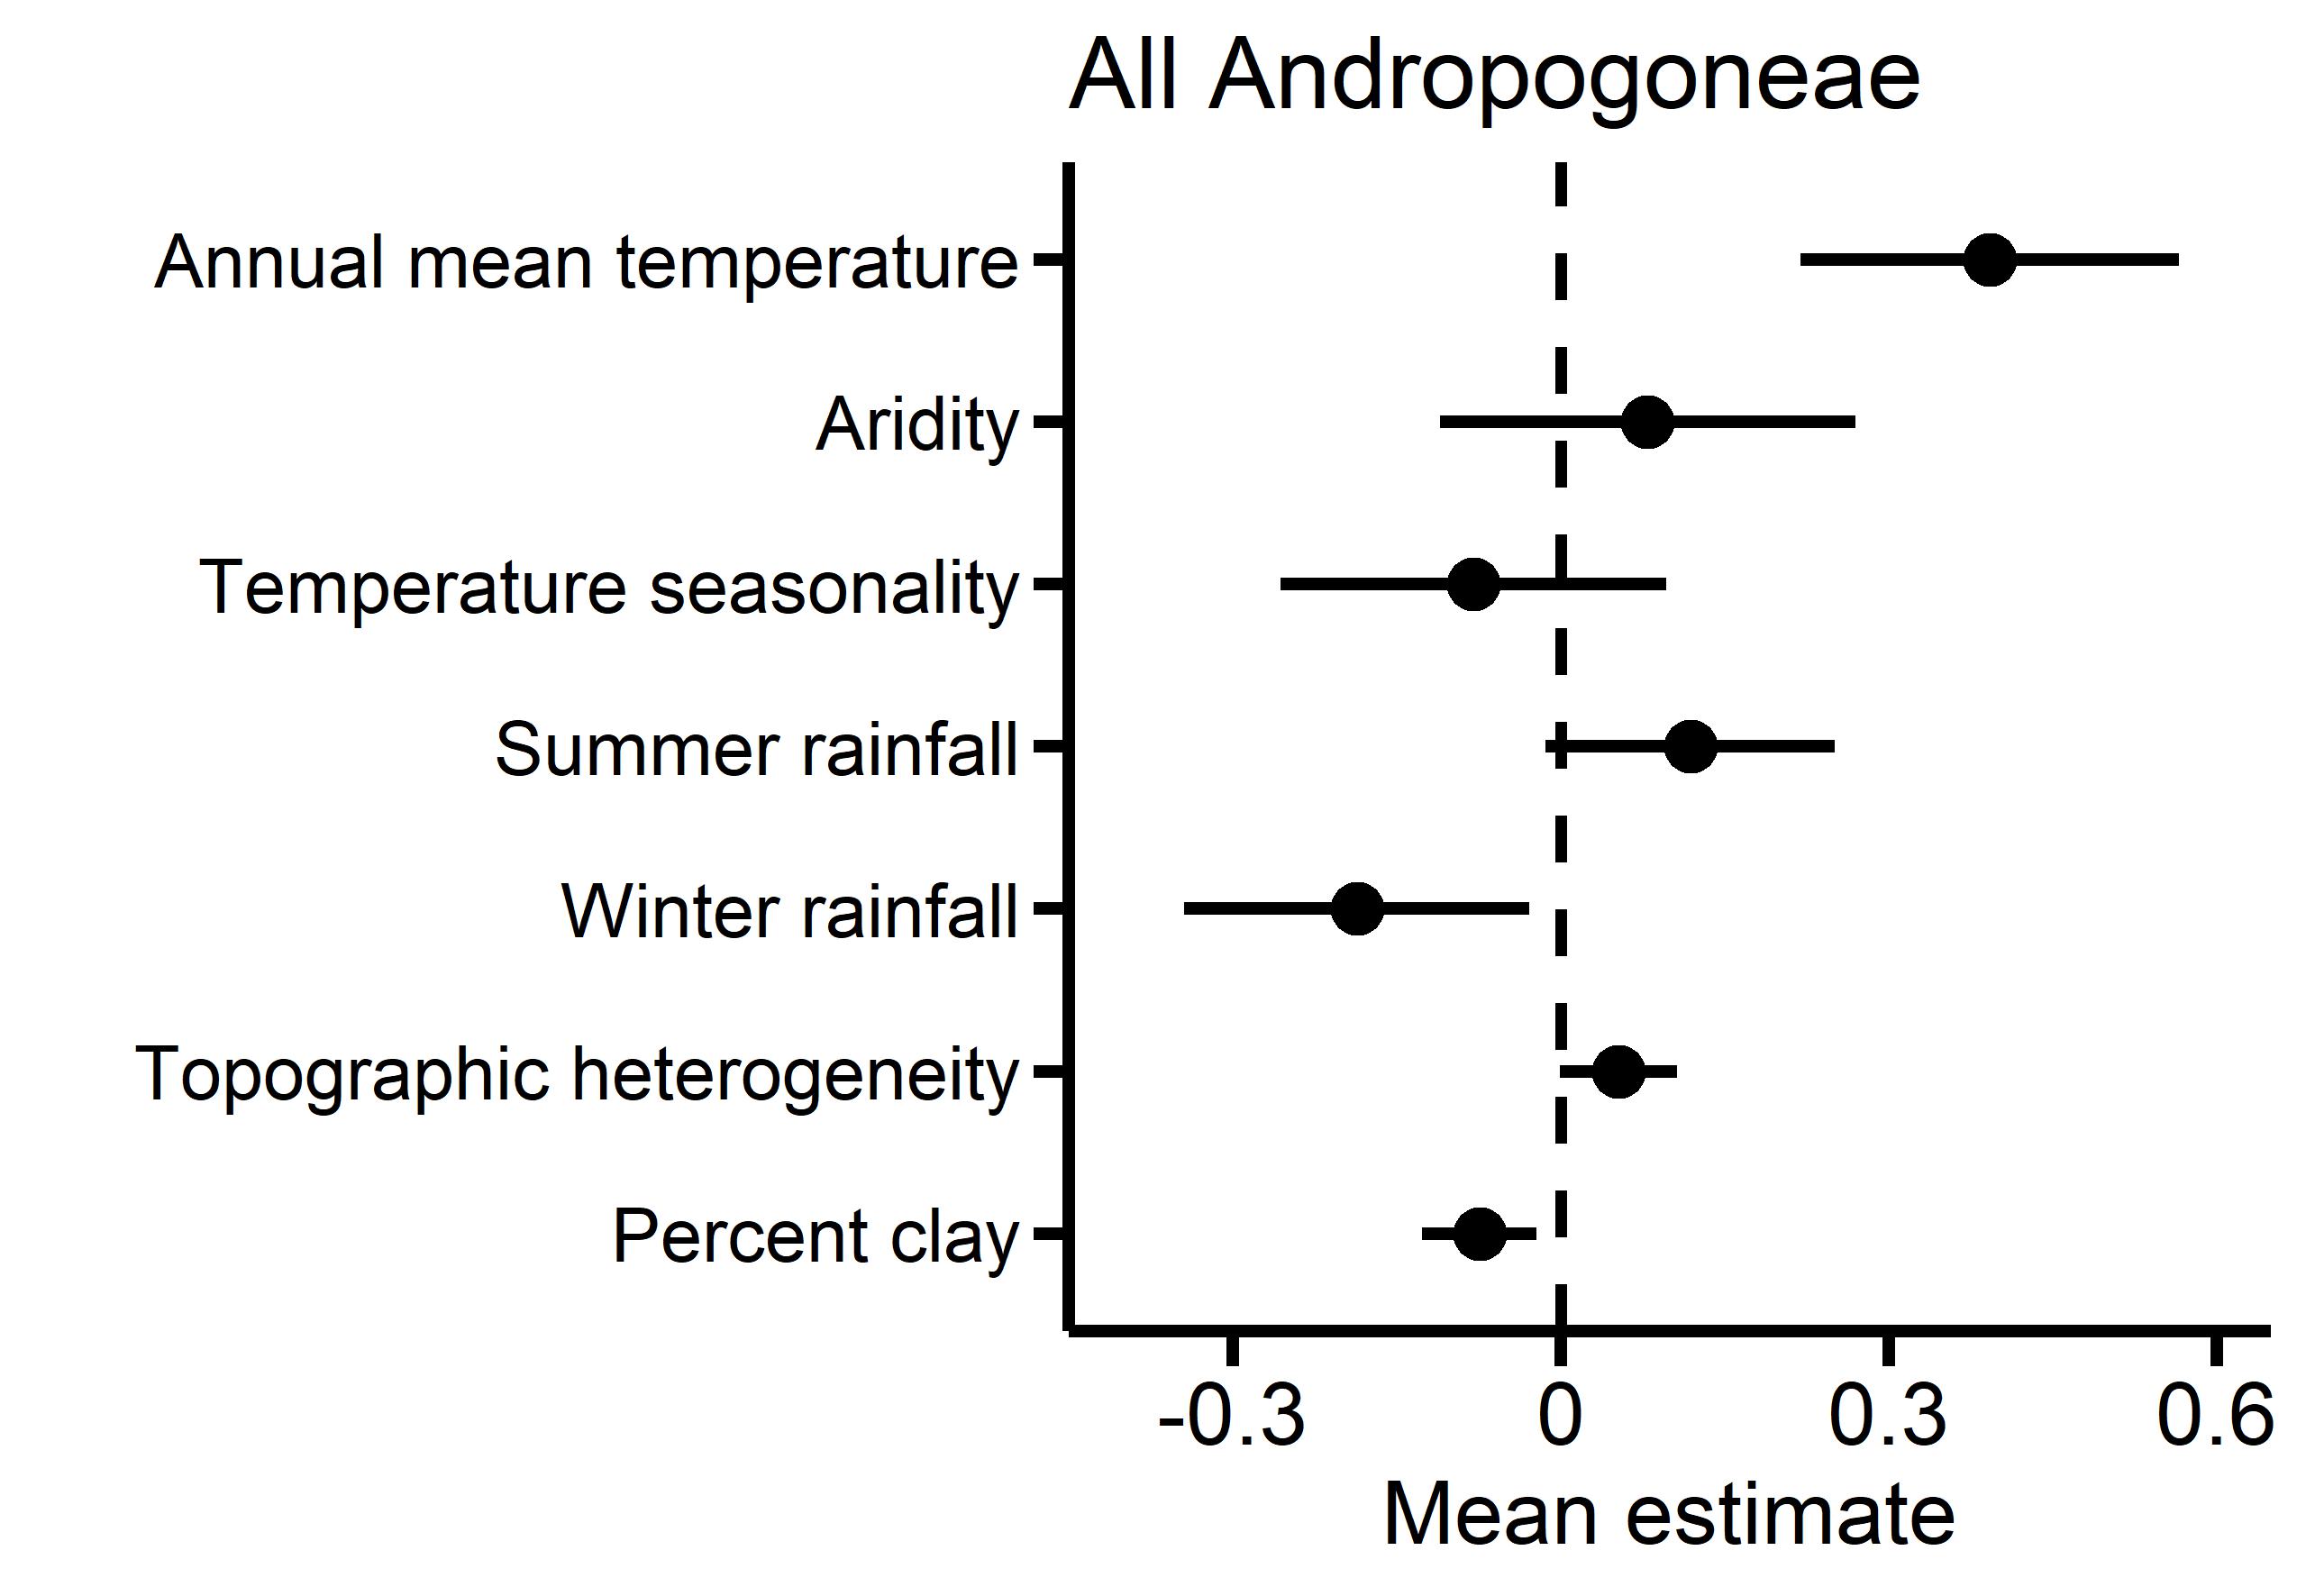 All Andropogoneae
Annual mean temperature
Aridity
Temperature seasonality
Summer rainfall
Winter rainfall
Topographic heterogeneity
Percent clay
-0.3 0 0.3 0.6
Mean estimate